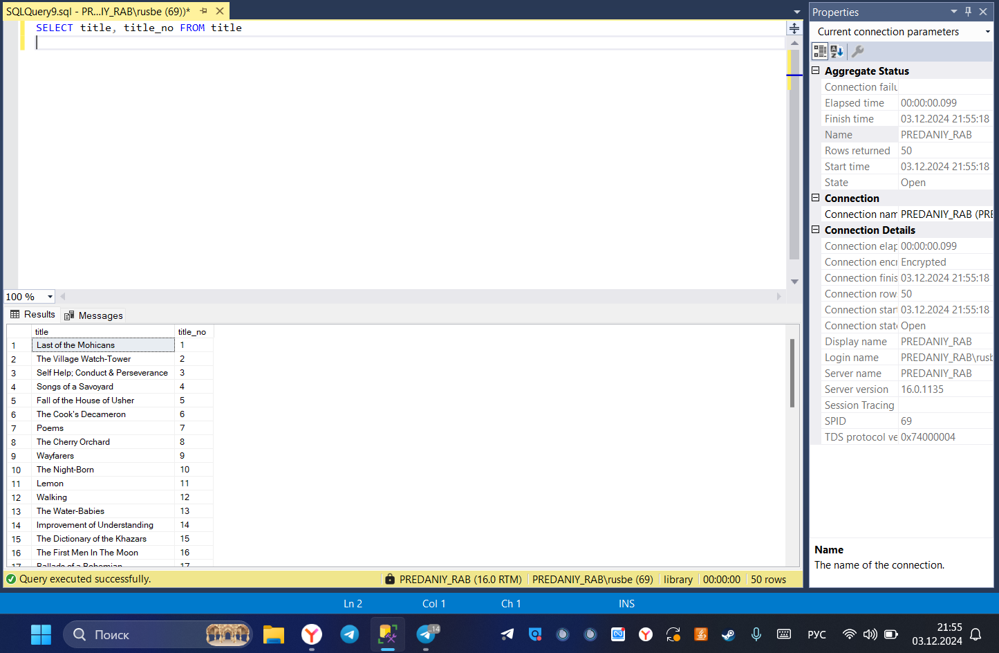 SQLQuery9.sql - PR...IY_RAB\rusbe (69))*
SELECT title, title_no FROM title
100 %
Results
Messages
title title_no
1 Last of the Mohicans 1
2 The Village Watch-Tower 2
3 Self Help; Conduct & Perseverance 3
4 Songs of a Savoyard 4
5 Fall of the House of Usher 5
6 The Cook's Decameron 6
7 Poems 7
8 The Cherry Orchard 8
9 Wayfarers 9
10 The Night-Born 10
11 Lemon 11
12 Walking 12
13 The Water-Babies 13
14 Improvement of Understanding 14
15 The Dictionary of the Khazars 15
16 The First Men In The Moon 16
17 Ballads of a Bohemian 17
Query executed successfully.
PREDANIY_RAB (16.0 RTM)
PREDANIY_RAB\rusbe (69)
library
00:00:00
50 rows
Properties
Current connection parameters
Aggregate Status
Connection failu
Elapsed time 00:00:00.099
Finish time 03.12.2024 21:55:18
Name PREDANIY_RAB
Rows returned 50
Start time 03.12.2024 21:55:18
State Open
Connection
Connection nam PREDANIY_RAB (PRE
Connection Details
Connection elap 00:00:00.099
Connection encr Encrypted
Connection finis 03.12.2024 21:55:18
Connection row 50
Connection star 03.12.2024 21:55:18
Connection stat Open
Display name PREDANIY_RAB
Login name PREDANIY_RAB\rusb
Server name PREDANIY_RAB
Server version 16.0.1135
Session Tracing
SPID 69
TDS protocol ve 0x74000004
Name
The name of the connection.
Ln 2 Col 1 Ch 1 INS
Поиск
14
РУС
21:55
03.12.2024